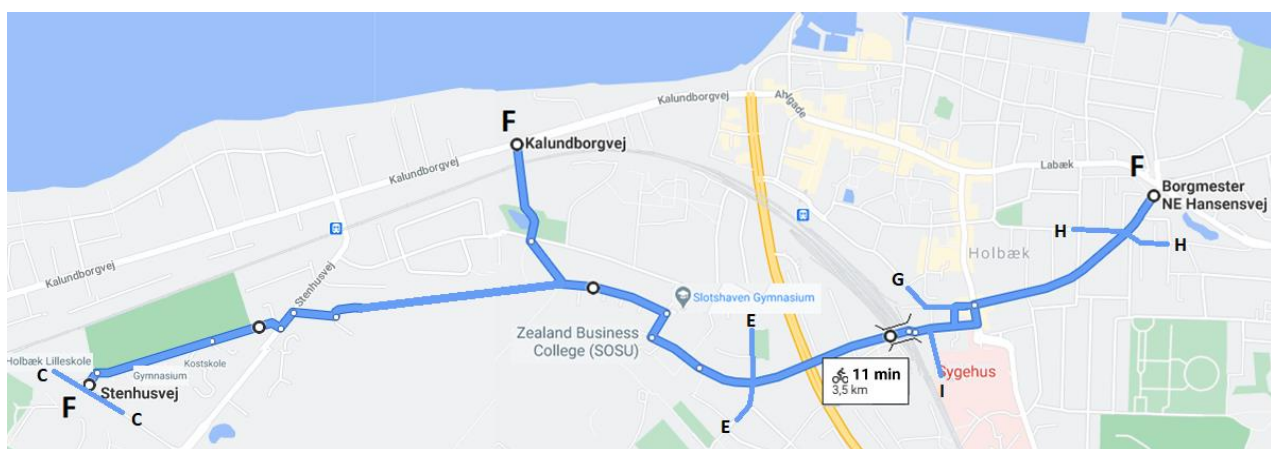 Kalundborgvej
Ahlgade
F
Kalundborgvej
Kalundborgvej
Labæk
F
Borgmester
NE Hansensvej
H
H
Holbæk
Kalundborgvej
Stenhusvej
G
Slotshaven Gymnasium
E
Zealand Business
College (SOSU)
Holbæk Lilleskole
Kostskole
Gymnasium
C
Stenhusvej
F
C
11 min
3,5 km
Sygehus
I
E